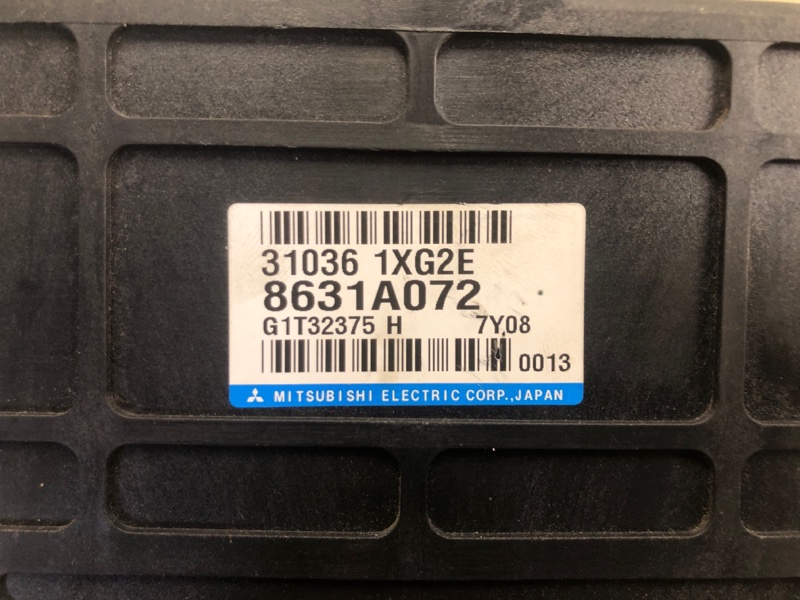 31036 1XG2E
8631A072
G1T32375 H 7Y08
0013
MITSUBISHI ELECTRIC CORP.,JAPAN